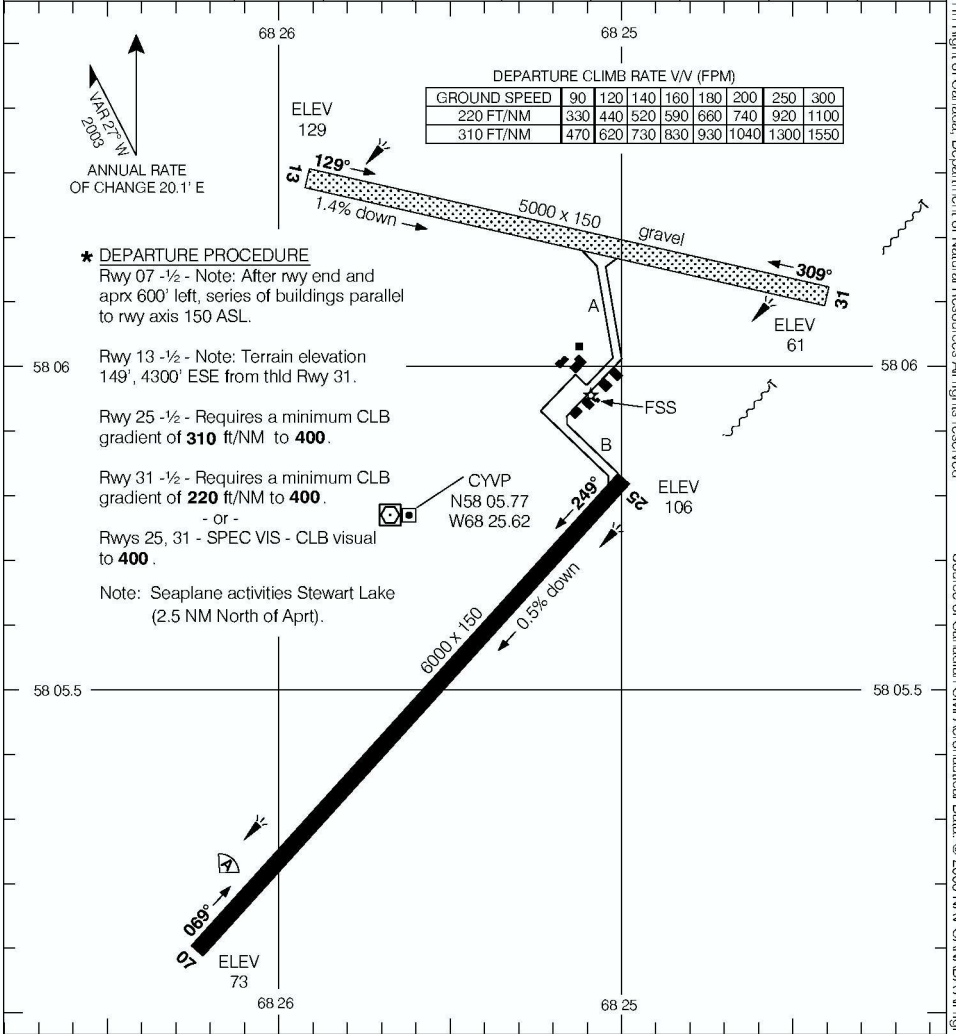 68 26
68 25
DEPARTURE CLIMB RATE V/V (FPM)
GROUND SPEED 90 120 140 160 180 200 250 300
220 FT/NM 330 440 520 590 660 740 920 1100
310 FT/NM 470 620 730 830 930 1040 1300 1550
VAR 27° W
2003
ANNUAL RATE
OF CHANGE 20.1' E
ELEV
129
13
129°
1.4% down
5000 x 150
gravel
309°
31
ELEV
61
* DEPARTURE PROCEDURE
Rwy 07 -½ - Note: After rwy end and
aprx 600' left, series of buildings parallel
to rwy axis 150 ASL.
Rwy 13 -½ - Note: Terrain elevation
149', 4300' ESE from thld Rwy 31.
Rwy 25 -½ - Requires a minimum CLB
gradient of 310 ft/NM to 400.
Rwy 31 -½ - Requires a minimum CLB
gradient of 220 ft/NM to 400.
- or -
Rwys 25, 31 - SPEC VIS - CLB visual
to 400.
Note: Seaplane activities Stewart Lake
(2.5 NM North of Aprt).
A
58 06
58 06
FSS
B
CYVP
N58 05.77
W68 25.62
249°
25
ELEV
106
0.5% down
6000 x 150
58 05.5
58 05.5
A
069°
07
ELEV
73
68 26
68 25